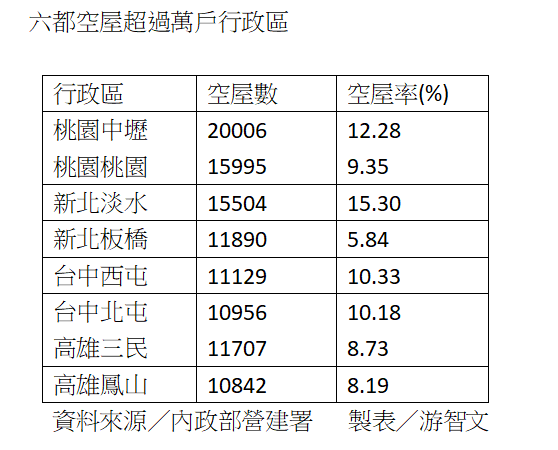 六都空屋超過萬戶行政區
行政區 空屋數 空屋率(%)
桃園中壢 20006 12.28
桃園桃園 15995 9.35
新北淡水 15504 15.30
新北板橋 11890 5.84
台中西屯 11129 10.33
台中北屯 10956 10.18
高雄三民 11707 8.73
高雄鳳山 10842 8.19
資料來源／內政部營建署 製表／游智文